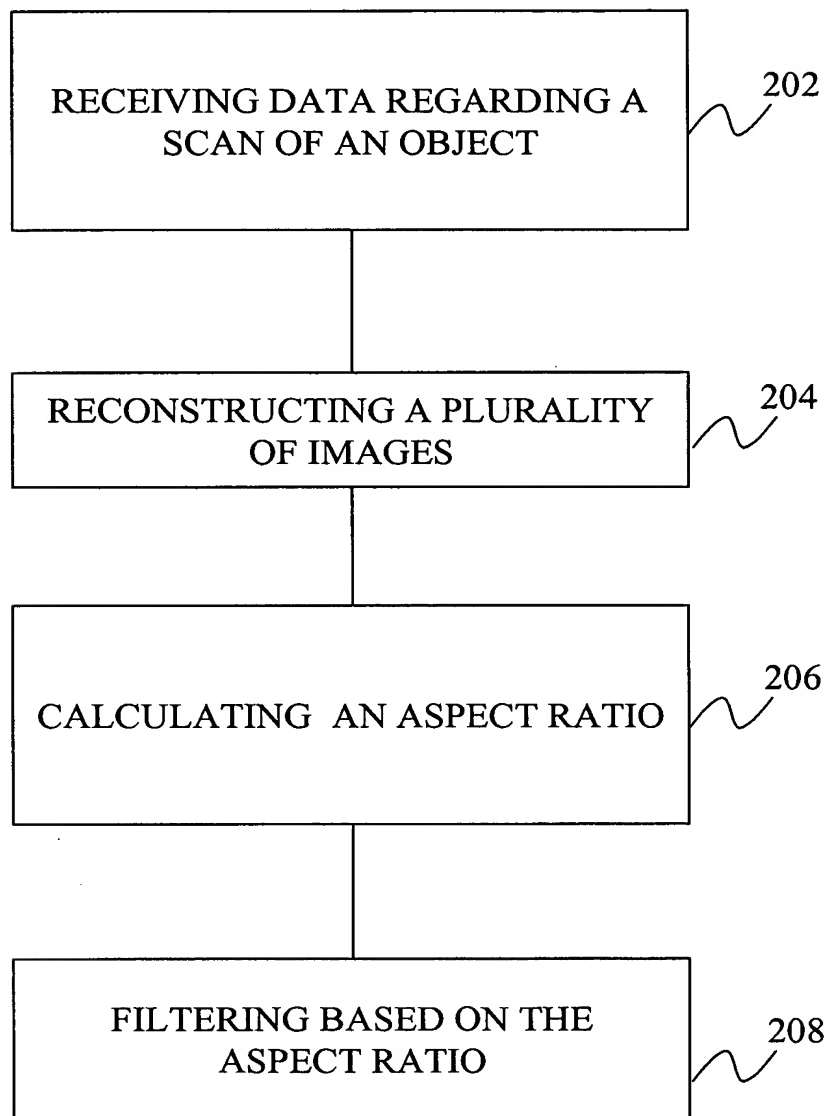 RECEIVING DATA REGARDING A
SCAN OF AN OBJECT
202
RECONSTRUCTING A PLURALITY
OF IMAGES
204
CALCULATING AN ASPECT RATIO
206
FILTERING BASED ON THE
ASPECT RATIO
208